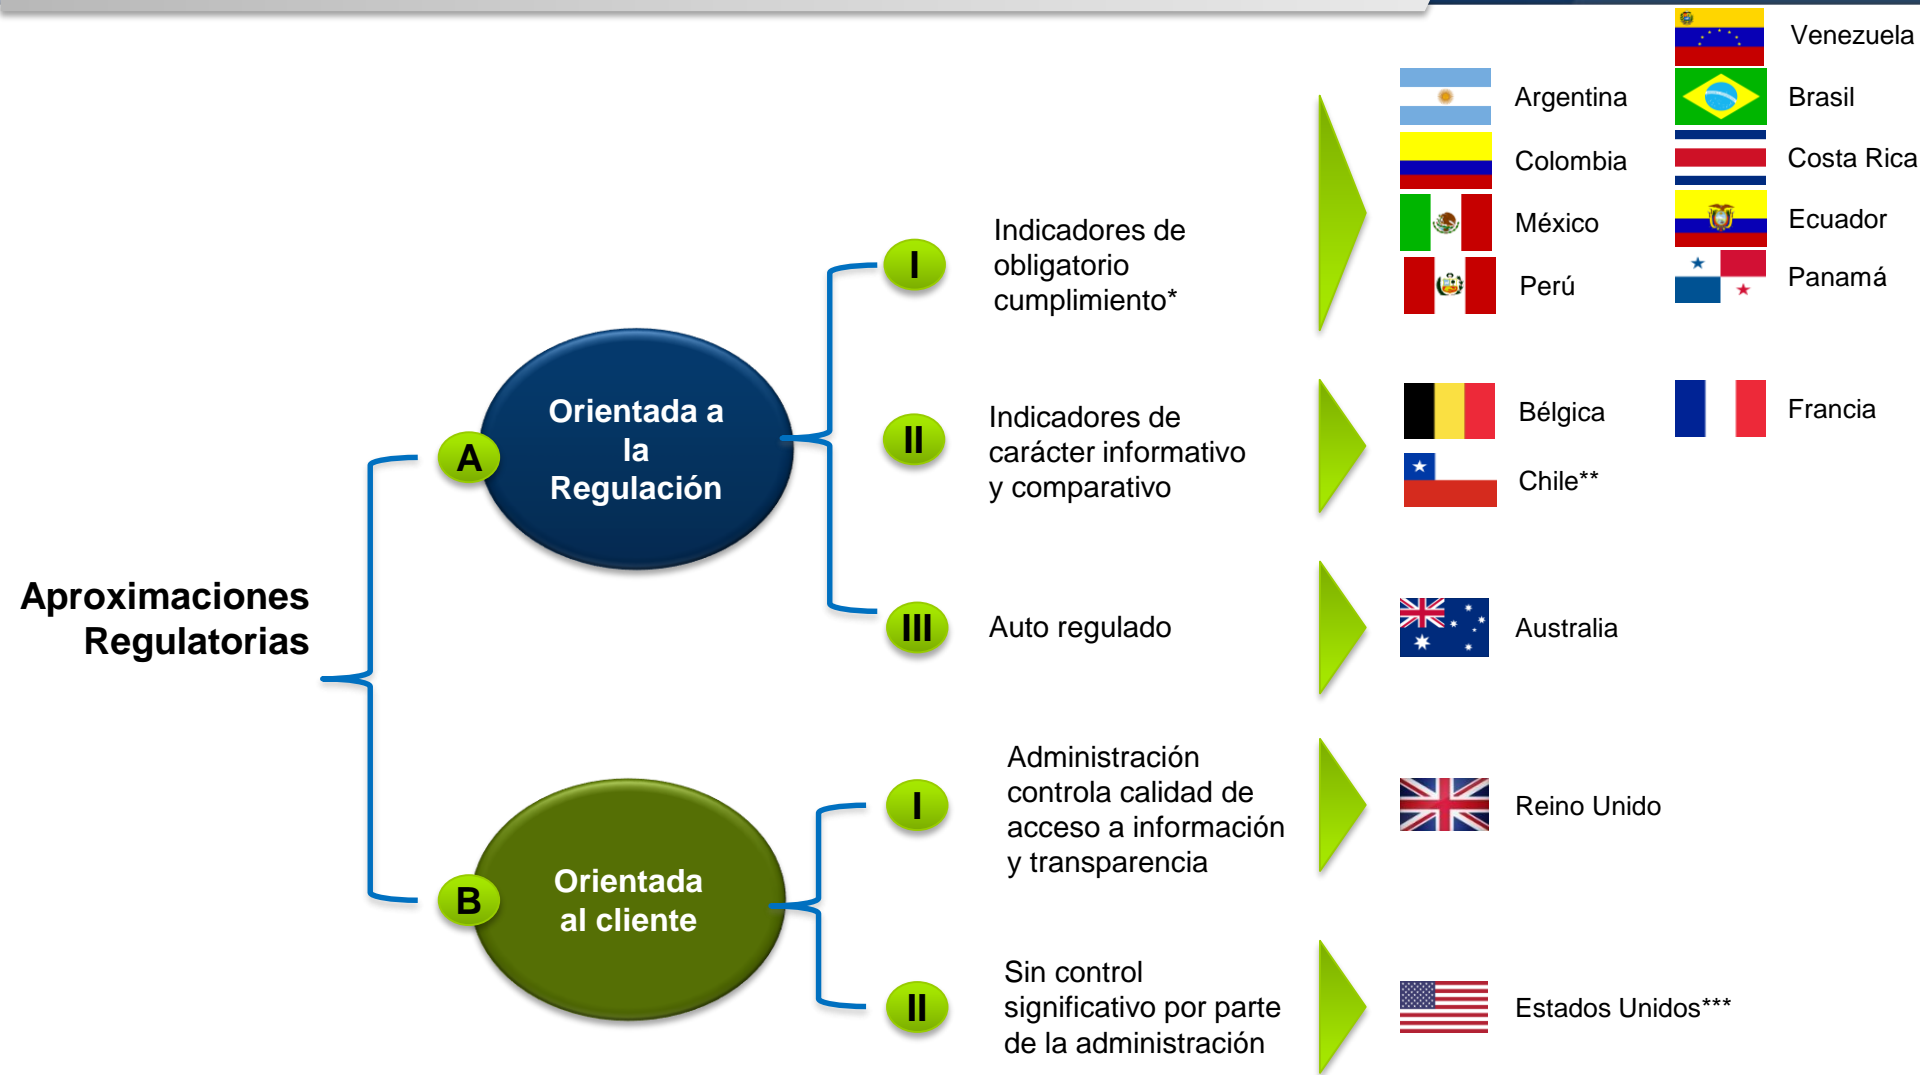 Aproximaciones
Regulatorias
A
Orientada a
la
Regulación
I
Indicadores de
obligatorio
cumplimiento*
Argentina
Colombia
México
Perú
Venezuela
Brasil
Costa Rica
Ecuador
Panamá
II
Indicadores de
carácter informativo
y comparativo
Bélgica
Chile**
Francia
III
Auto regulado
Australia
B
Orientada
al cliente
I
Administración
controla calidad de
acceso a información
y transparencia
Reino Unido
II
Sin control
significativo por parte
de la administración
Estados Unidos***